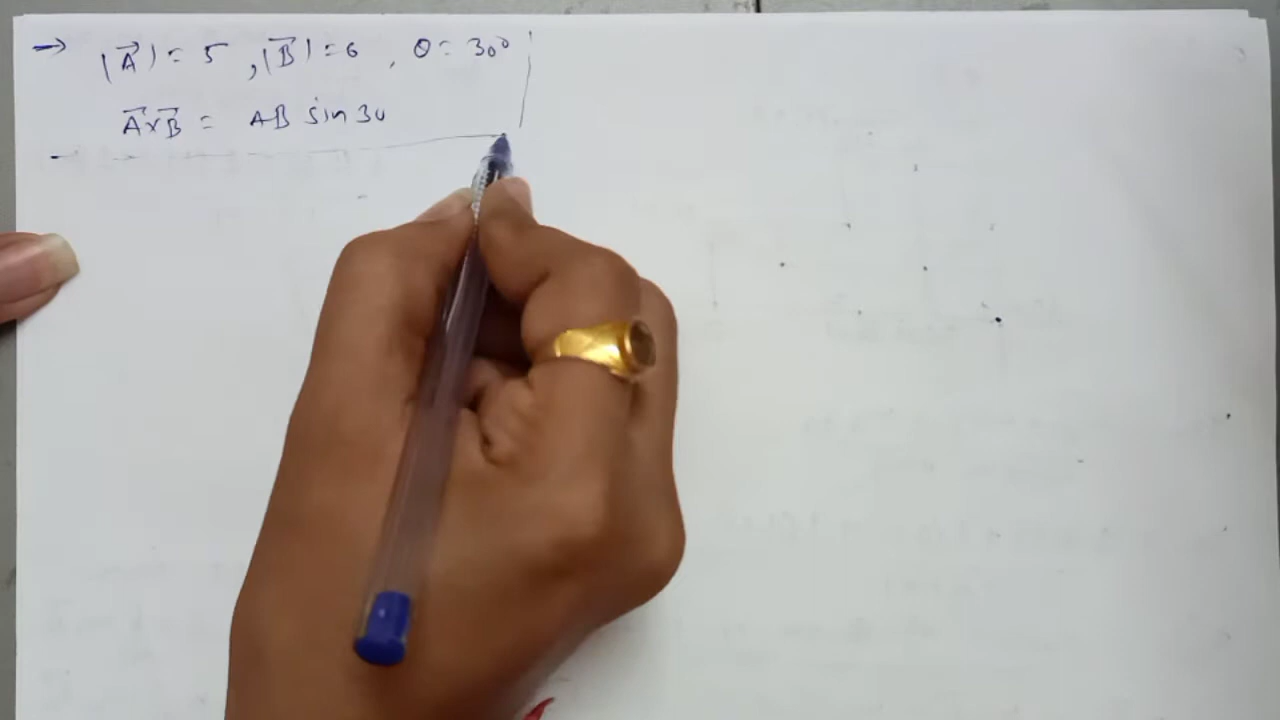 → |A⃗| = 5 , |B⃗| = 6 , θ = 30°
A⃗×B⃗ = AB sin 30